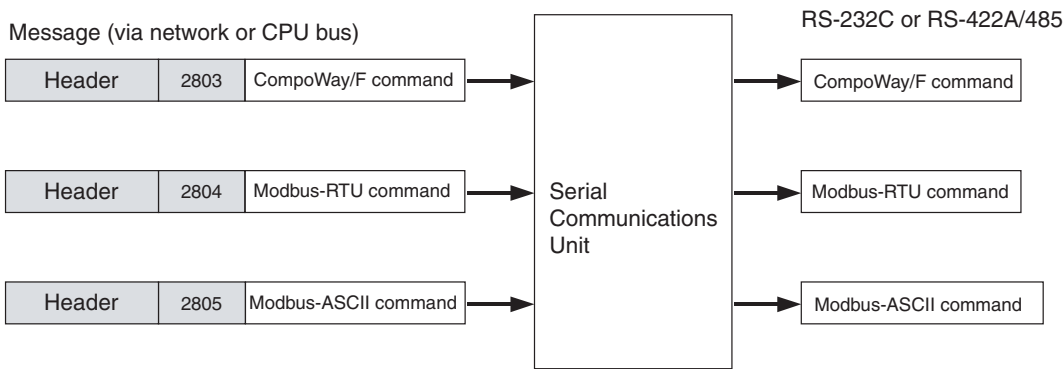 RS-232C or RS-422A/485
Message (via network or CPU bus)
Header 2803 CompoWay/F command CompoWay/F command
Header 2804 Modbus-RTU command Serial Modbus-RTU command
Communications
Unit
Header 2805 Modbus-ASCII command Modbus-ASCII command